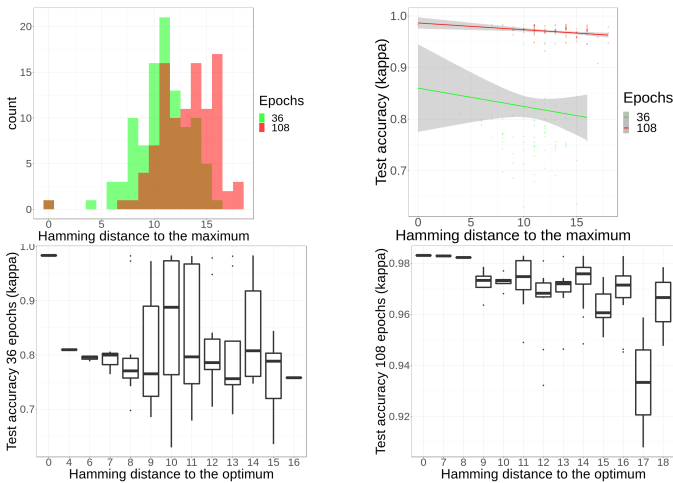 20
15
10
5
0
count
0 5 10 15
Hamming distance to the maximum
Epochs
36
108
1.0
0.9
0.8
0.7
Test accuracy (kappa)
0 5 10 15
Hamming distance to the maximum
Epochs
36
108
1.0
0.9
0.8
0.7
Test accuracy 36 epochs (kappa)
0 4 6 7 8 9 10 11 12 13 14 15 16
Hamming distance to the optimum
0.98
0.96
0.94
0.92
Test accuracy 108 epochs (kappa)
0 7 8 9 10 11 12 13 14 15 16 17 18
Hamming distance to the optimum